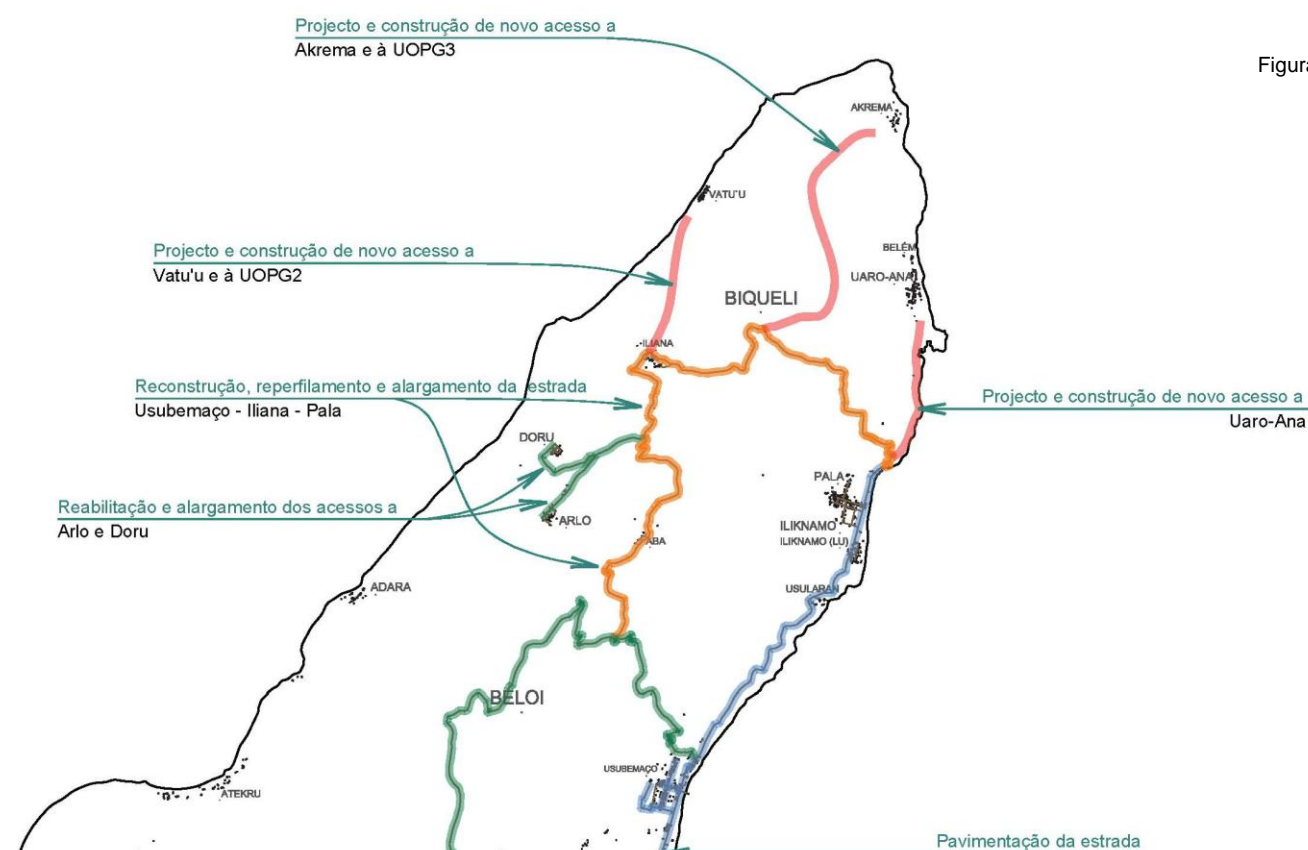 Projecto e construção de novo acesso a
Akrema e à UOPG3
Figura
AKREMA
VATU'U
Projecto e construção de novo acesso a
Vatu'u e à UOPG2
BELÉM
UARO-ANA
BIQUELI
ILIANA
Reconstrução, reperfilamento e alargamento da estrada
Usubemaço - Iliana - Pala
Projecto e construção de novo acesso a
Uaro-Ana
DORU
PALA
Reabilitação e alargamento dos acessos a
Arlo e Doru
ARLO
ILIKNAMO
ILIKNAMO (LU)
ADARA
USULARAN
BELOI
USUBEMAÇO
ATEKRU
Pavimentação da estrada